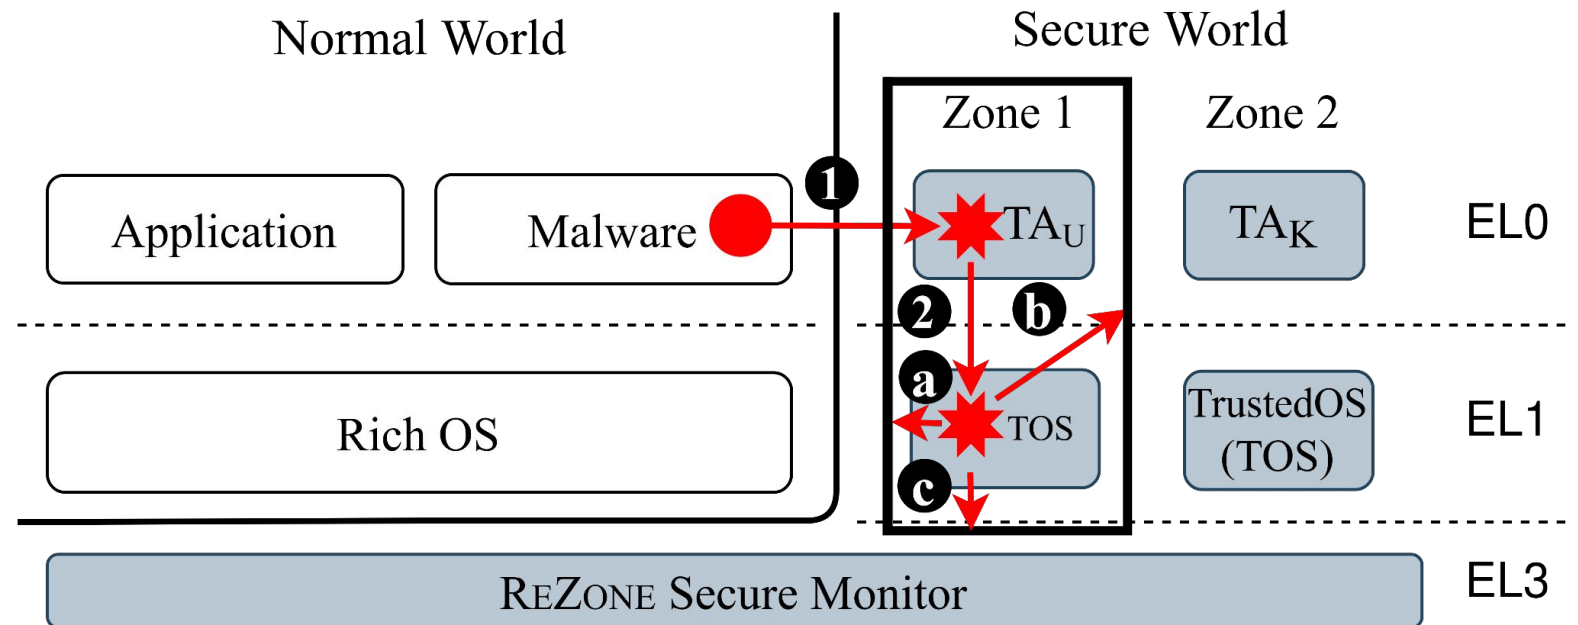 Normal World
Secure World
Zone 1
Zone 2
1
Application
Malware
TAU
TAK
EL0
2
b
a
Rich OS
TOS
TrustedOS
(TOS)
EL1
c
REZONE Secure Monitor
EL3